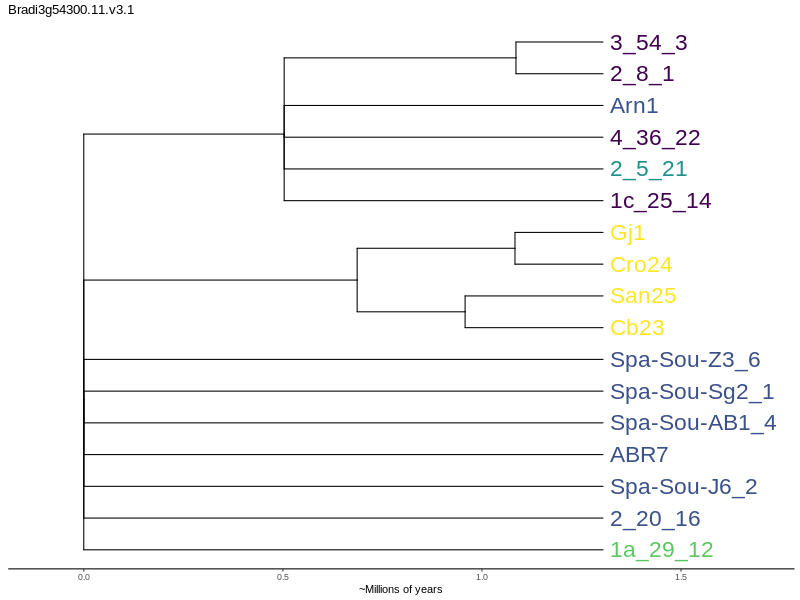 Bradi3g54300.11.v3.1
3_54_3
2_8_1
Arn1
4_36_22
2_5_21
1c_25_14
Gj1
Cro24
San25
Cb23
Spa-Sou-Z3_6
Spa-Sou-Sg2_1
Spa-Sou-AB1_4
ABR7
Spa-Sou-J6_2
2_20_16
1a_29_12
0.0 0.5 1.0 1.5
~Millions of years